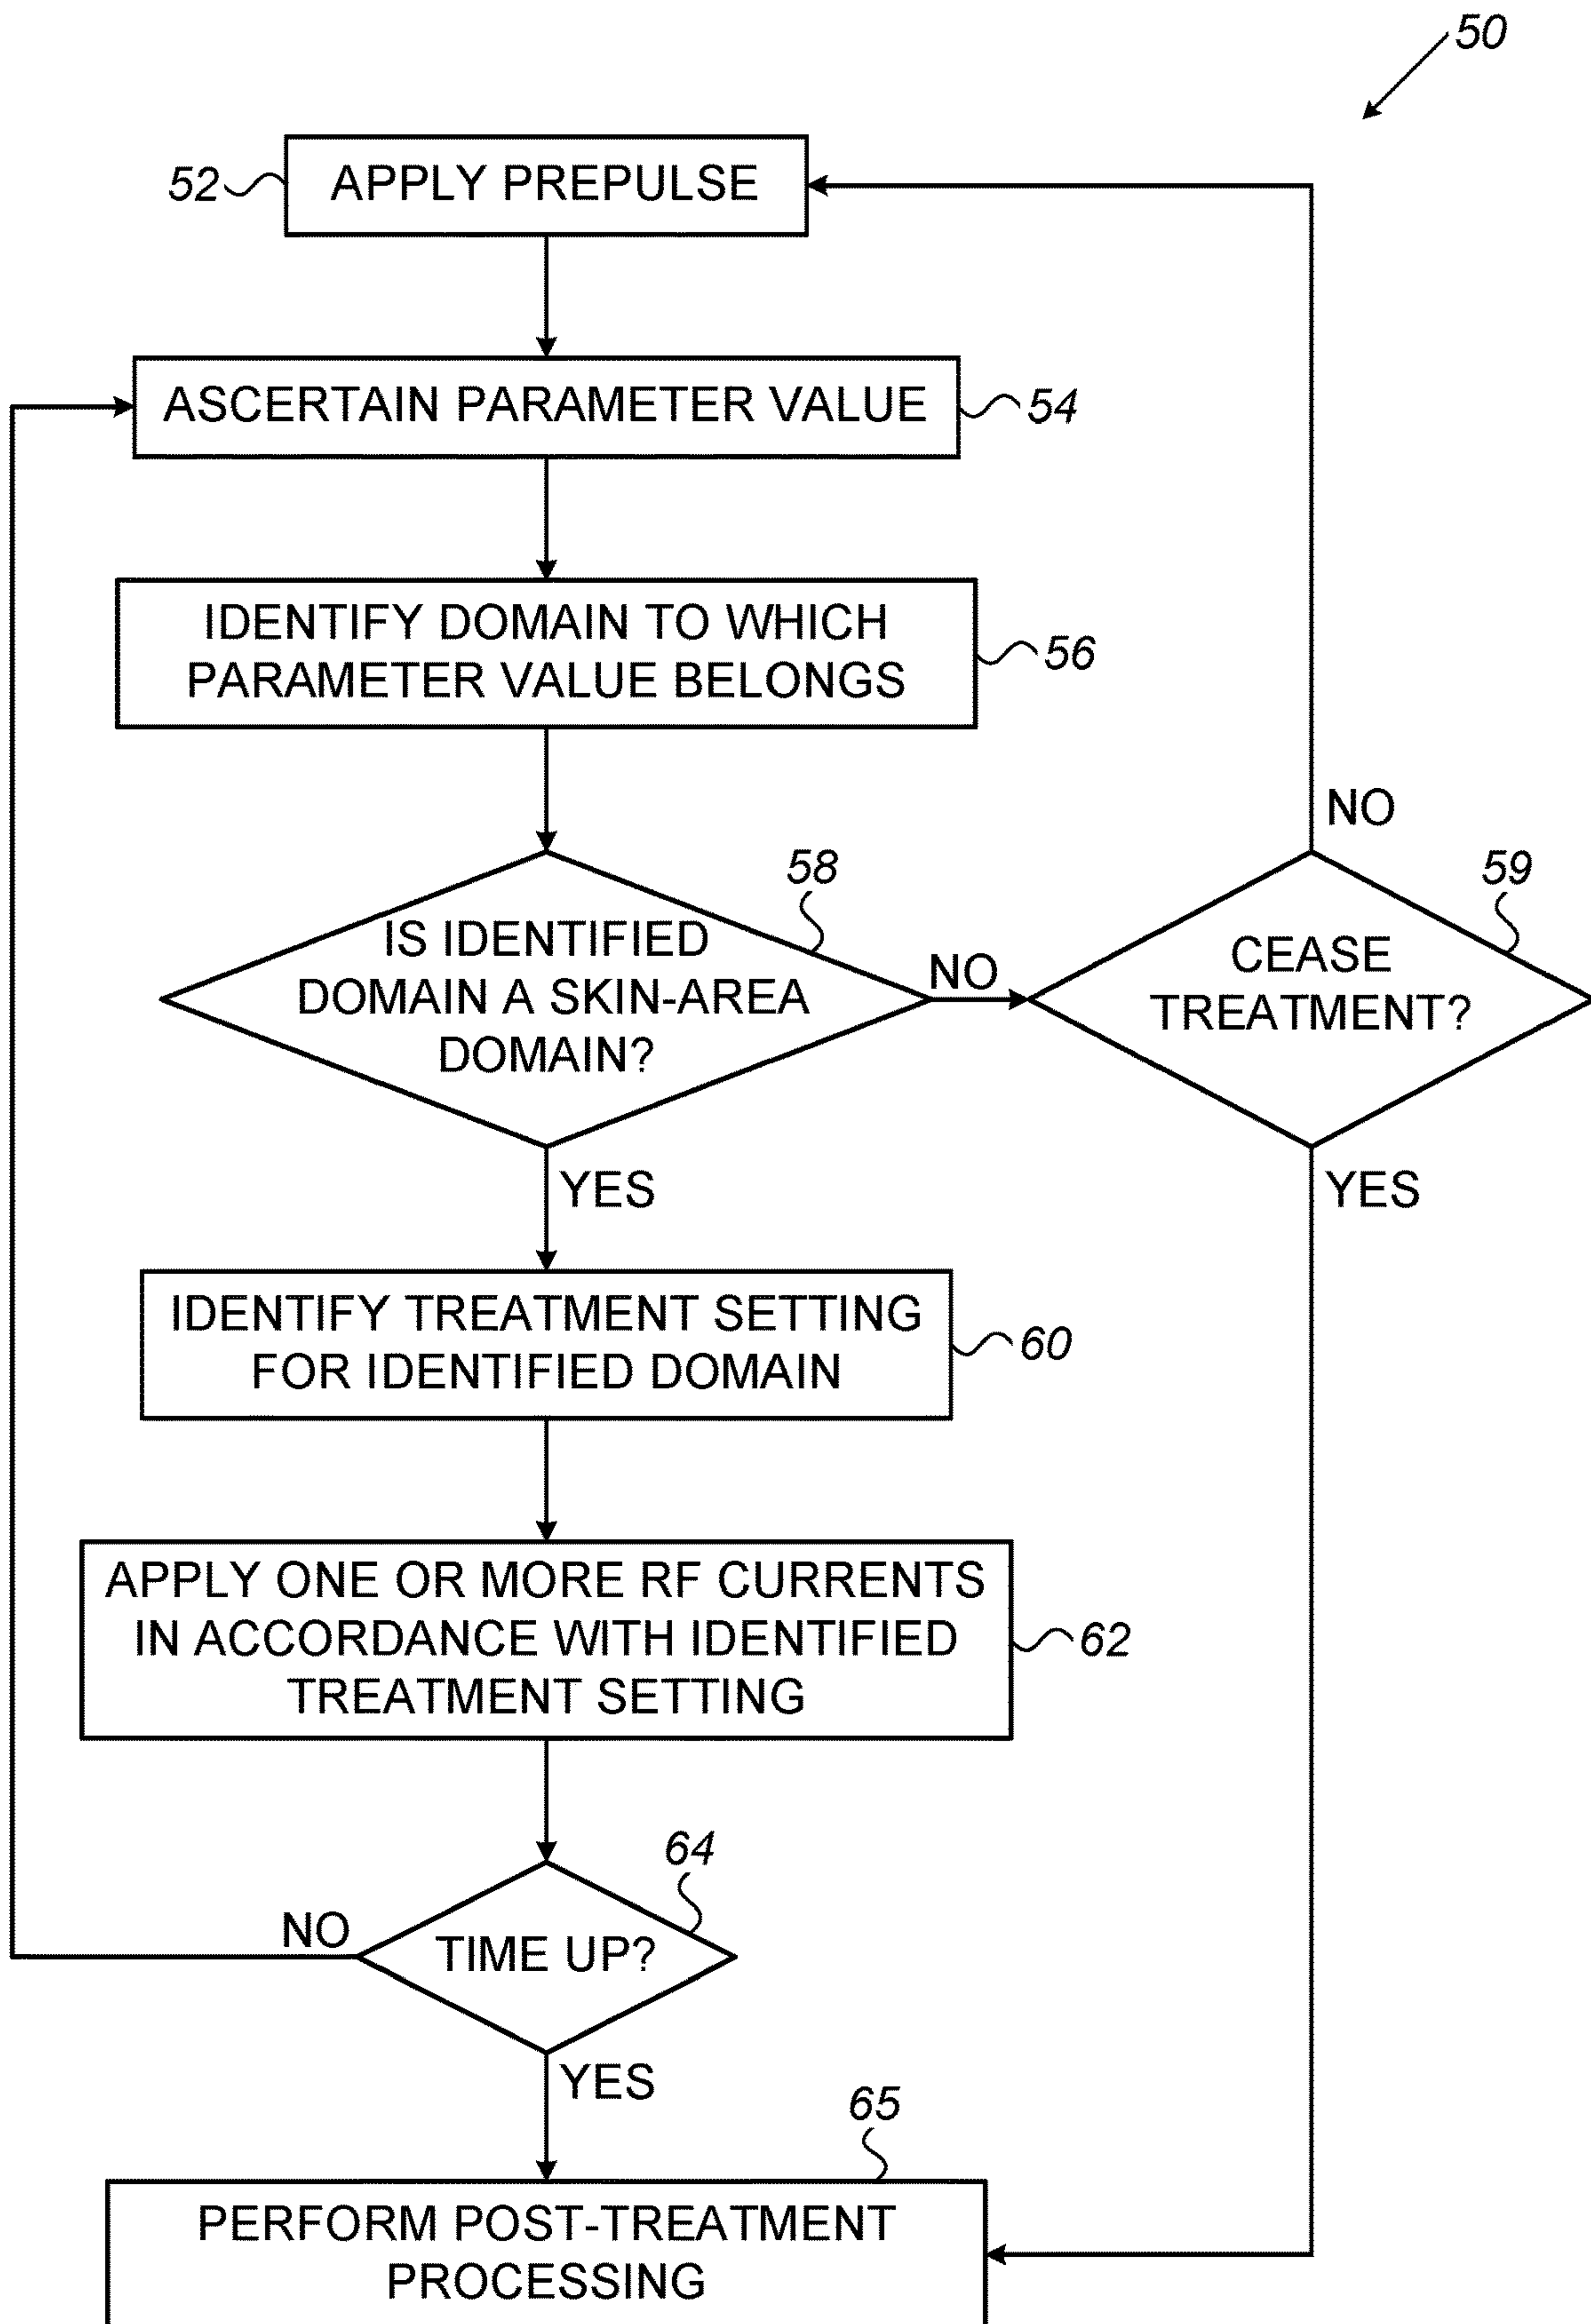 50
52
APPLY PREPULSE
ASCERTAIN PARAMETER VALUE
54
IDENTIFY DOMAIN TO WHICH
PARAMETER VALUE BELONGS
56
58
IS IDENTIFIED
DOMAIN A SKIN-AREA
DOMAIN?
NO
YES
59
CEASE
TREATMENT?
NO
YES
IDENTIFY TREATMENT SETTING
FOR IDENTIFIED DOMAIN
60
APPLY ONE OR MORE RF CURRENTS
IN ACCORDANCE WITH IDENTIFIED
TREATMENT SETTING
62
64
TIME UP?
NO
YES
65
PERFORM POST-TREATMENT
PROCESSING